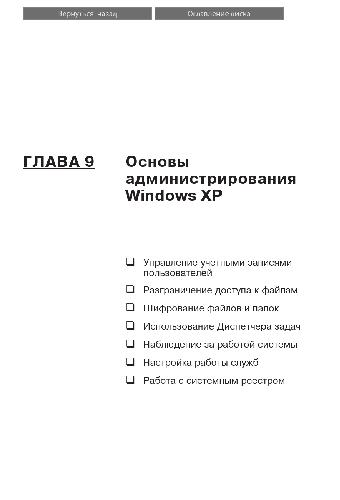 Вернуться назад
Оглавление диска
ГЛАВА 9
Основы
администрирования
Windows XP
❑ Управление учетными записями
пользователей
❑ Разграничение доступа к файлам
❑ Шифрование файлов и папок
❑ Использование Диспетчера задач
❑ Наблюдение за работой системы
❑ Настройка работы служб
❑ Работа с системным реестром